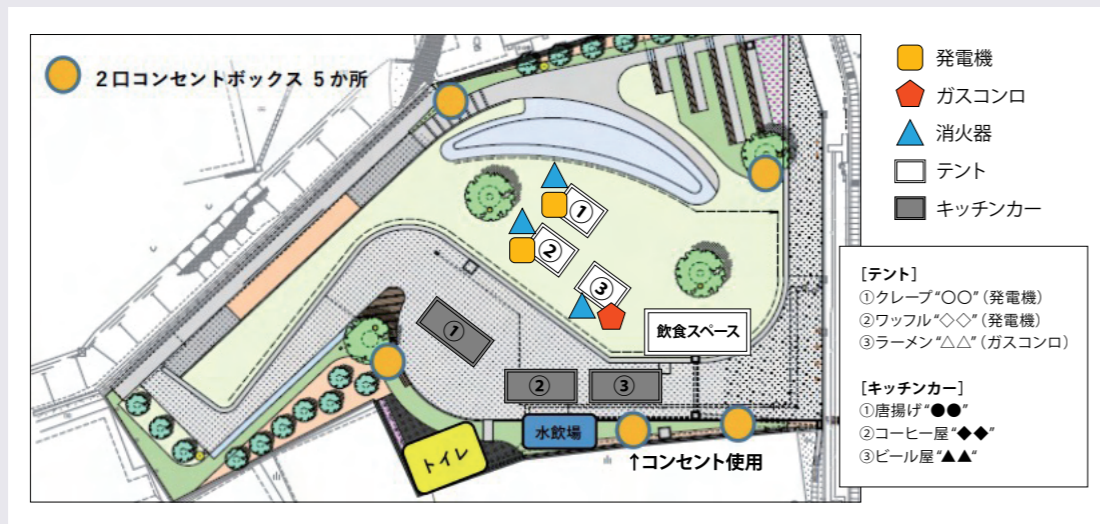 2口コンセントボックス 5か所
発電機
ガスコンロ
消火器
テント
キッチンカー
①
②
③
飲食スペース
①
②
③
水飲場
トイレ
↑コンセント使用
[テント]
①クレープ“〇〇”(発電機)
②ワッフル“◇◇”(発電機)
③ラーメン“△△”(ガスコンロ)
[キッチンカー]
①唐揚げ“●●”
②コーヒー屋“◆◆”
③ビール屋“▲▲“